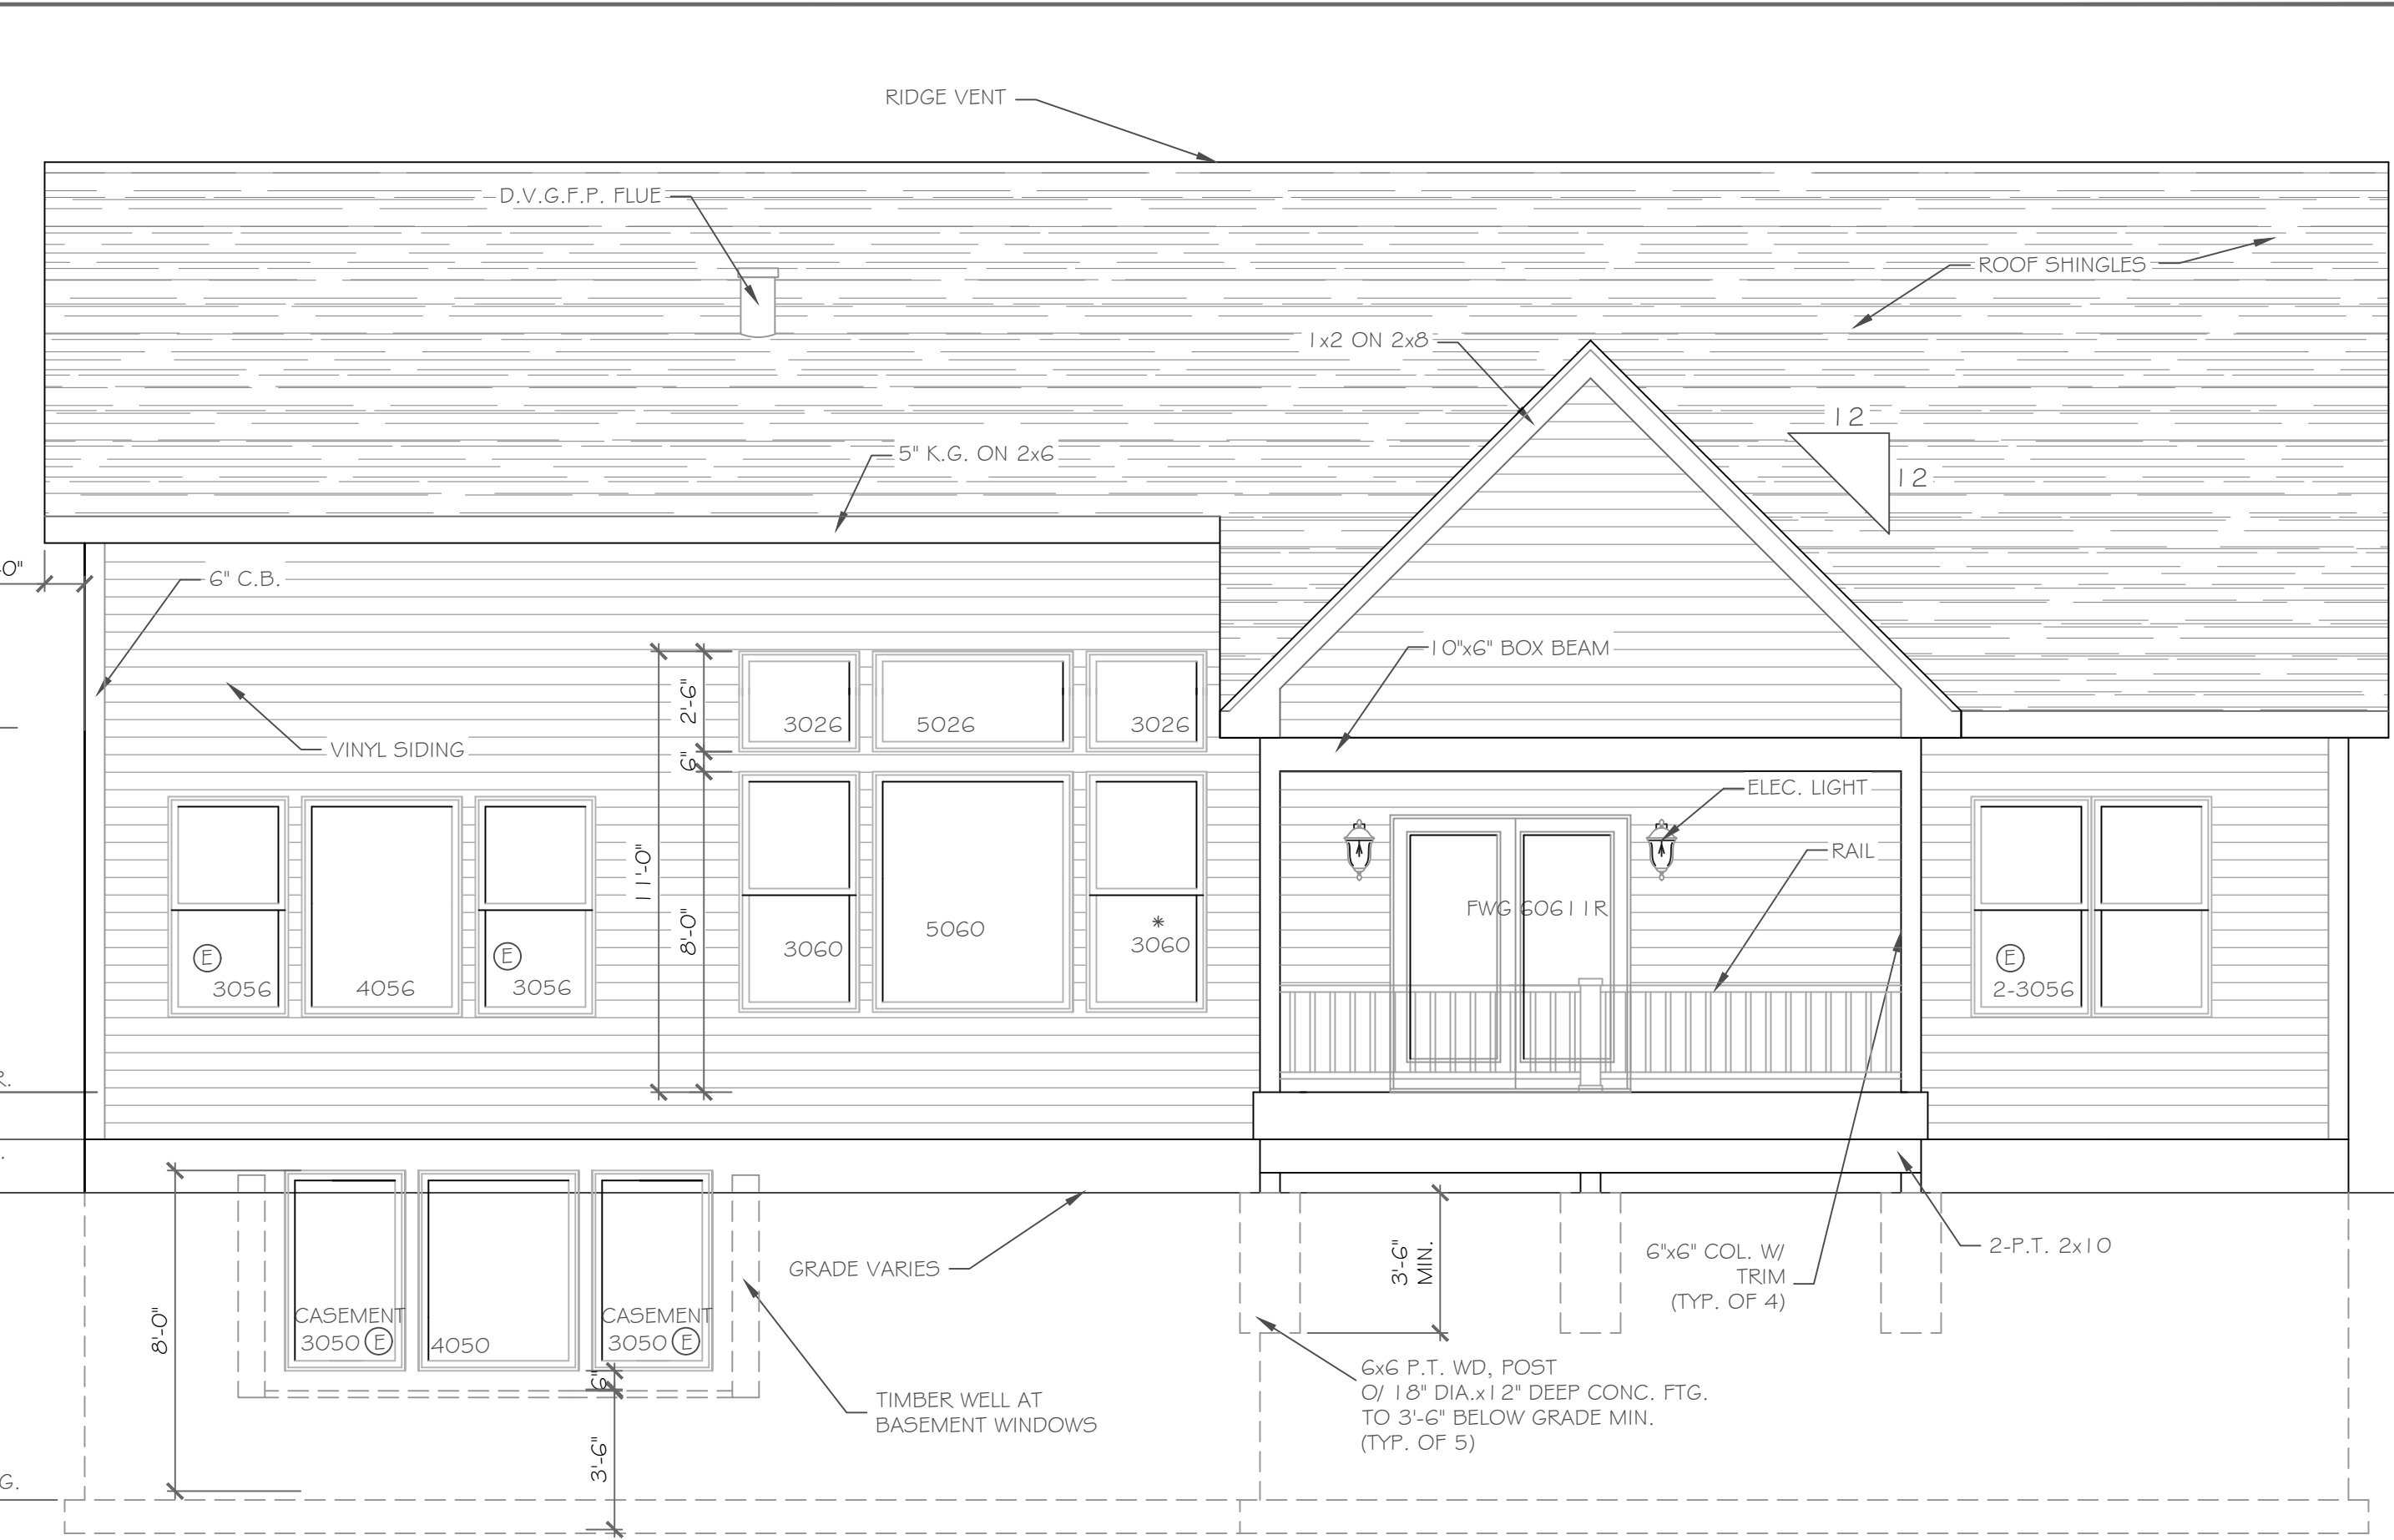 RIDGE VENT
D.V.G.F.P. FLUE
ROOF SHINGLES
1x2 ON 2x8
12
12
5" K.G. ON 2x6
0"
6" C.B.
10"x6" BOX BEAM
2'-6"
3026
5026
3026
VINYL SIDING
6"
ELEC. LIGHT
RAIL
11'-0"
8'-0"
FWG 60611R
5060
*
3060
3060
E
3056
4056
E
3056
E
2-3056
R.
.
GRADE VARIES
3'-6"
MIN.
6"x6" COL. W/
TRIM
(TYP. OF 4)
2-P.T. 2x10
8'-0"
CASEMENT
3050 E
4050
CASEMENT
3050 E
6"
TIMBER WELL AT
BASEMENT WINDOWS
6x6 P.T. WD, POST
O/ 18" DIA.x12" DEEP CONC. FTG.
TO 3'-6" BELOW GRADE MIN.
(TYP. OF 5)
3'-6"
G.